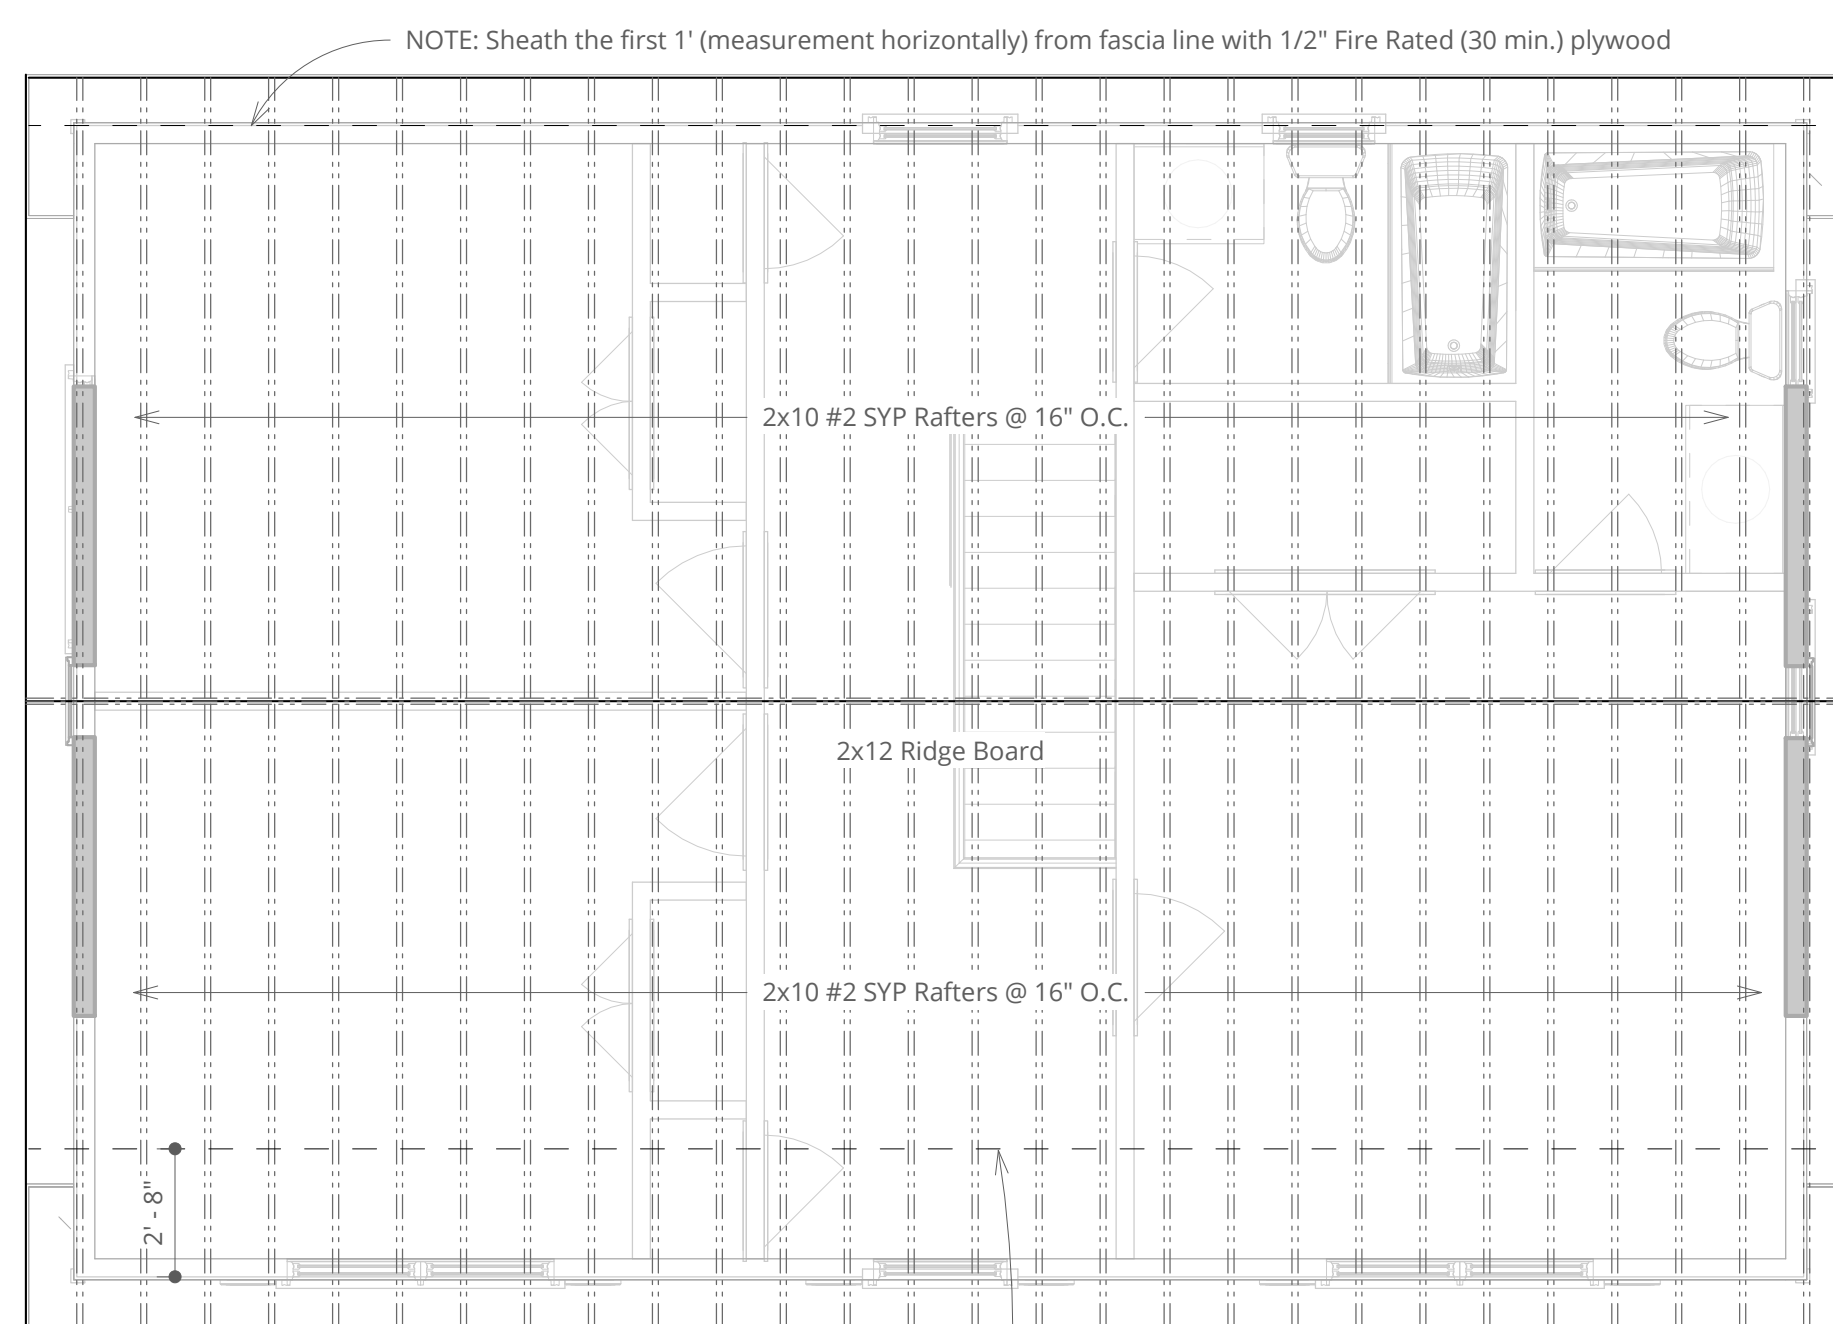 NOTE: Sheath the first 1' (measurement horizontally) from fascia line with 1/2" Fire Rated (30 min.) plywood
2x10 #2 SYP Rafters @ 16" O.C.
2x12 Ridge Board
2x10 #2 SYP Rafters @ 16" O.C.
2' - 8"